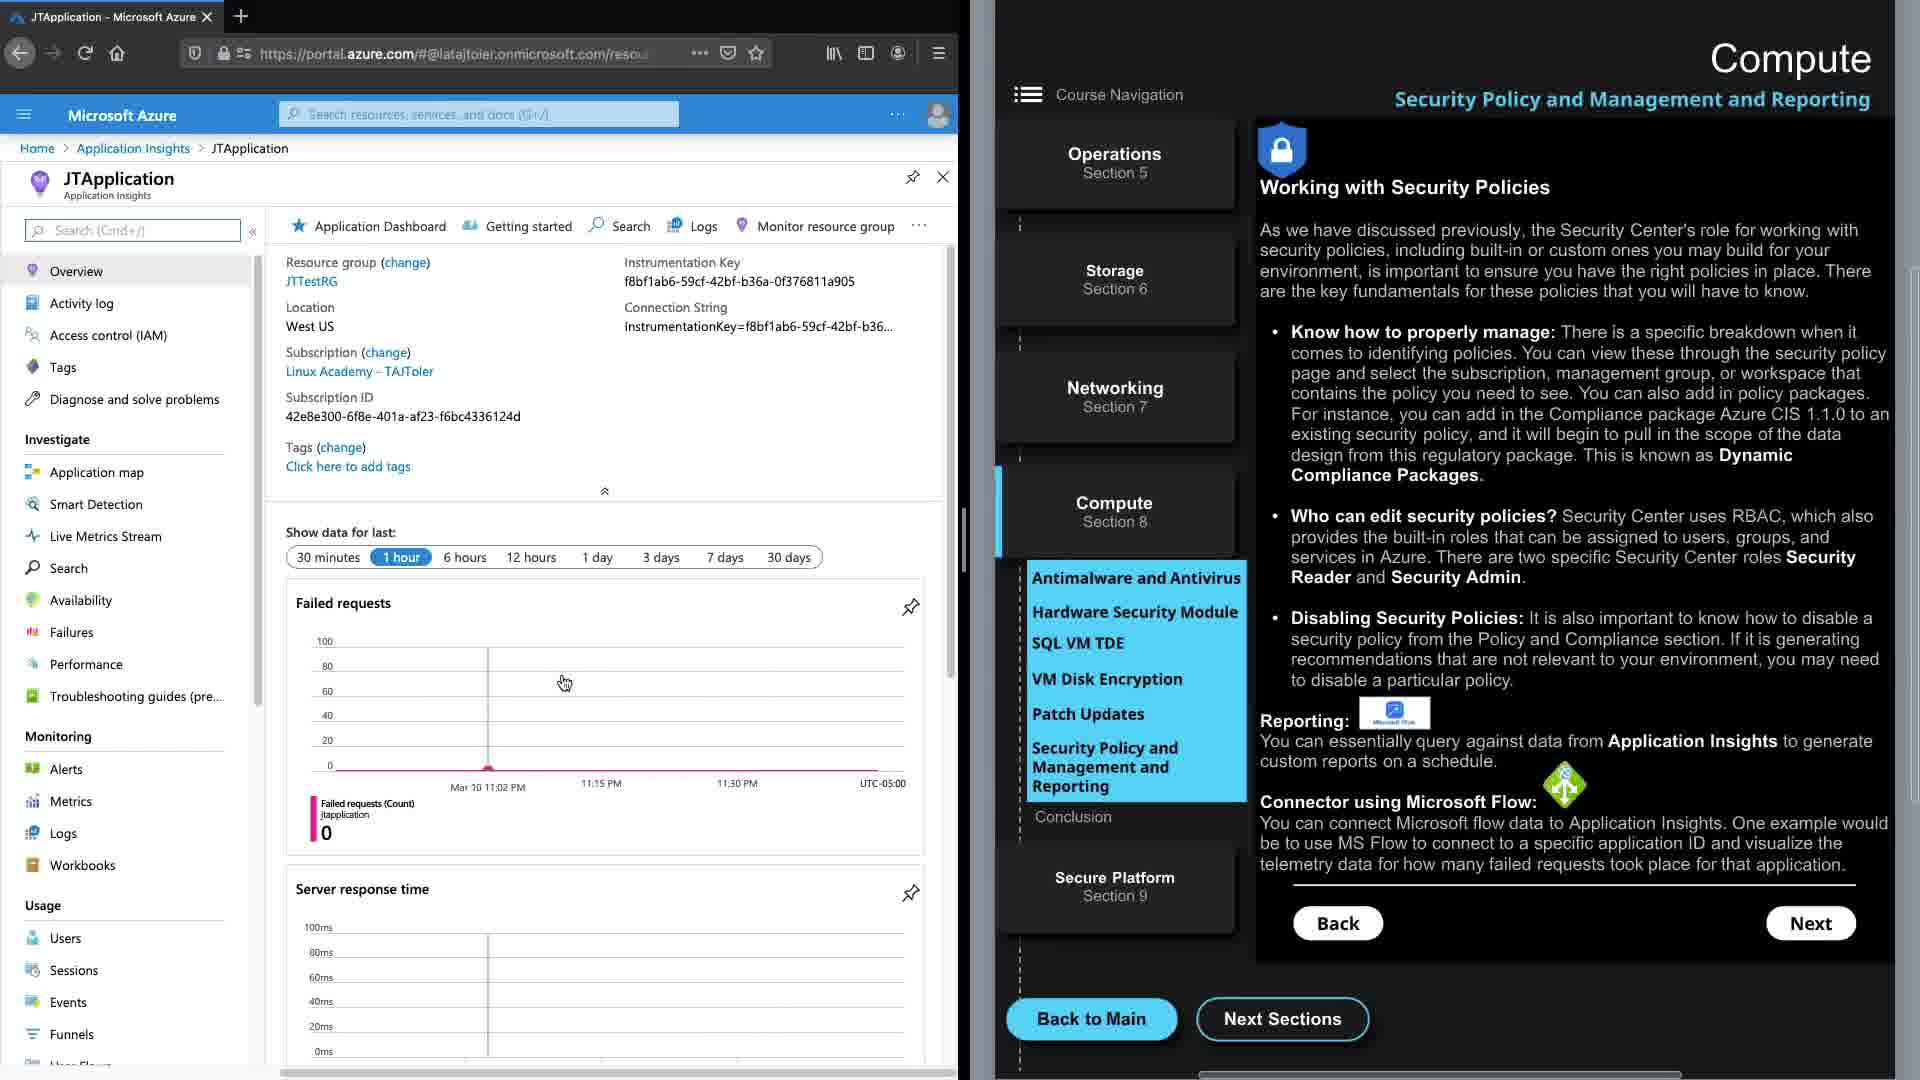 JTApplication - Microsoft Azure
https://portal.azure.com/#@latajtoler.onmicrosoft.com/resou
Microsoft Azure
Search resources, services, and docs (G+/)
Home > Application Insights > JTApplication
JTApplication
Application Insights
Search (Cmd+/)
Overview
Activity log
Access control (IAM)
Tags
Diagnose and solve problems
Investigate
Application map
Smart Detection
Live Metrics Stream
Search
Availability
Failures
Performance
Troubleshooting guides (pre...
Monitoring
Alerts
Metrics
Logs
Workbooks
Usage
Users
Sessions
Events
Funnels
Application Dashboard
Getting started
Search
Logs
Monitor resource group
Resource group (change)
JTTestRG
Location
West US
Subscription (change)
Linux Academy - TAJToler
Subscription ID
42e8e300-6f8e-401a-af23-f6bc4336124d
Tags (change)
Click here to add tags
Instrumentation Key
f8bf1ab6-59cf-42bf-b36a-0f376811a905
Connection String
InstrumentationKey=f8bf1ab6-59cf-42bf-b36...
Show data for last:
30 minutes 1 hour 6 hours 12 hours 1 day 3 days 7 days 30 days
Failed requests
100
80
60
40
20
0
Mar 10 11:02 PM 11:15 PM 11:30 PM UTC-05:00
Failed requests (Count)
jtapplication
0
Server response time
100ms
80ms
60ms
40ms
20ms
0ms
Compute
Security Policy and Management and Reporting
Course Navigation
Operations
Section 5
Storage
Section 6
Networking
Section 7
Compute
Section 8
Antimalware and Antivirus
Hardware Security Module
SQL VM TDE
VM Disk Encryption
Patch Updates
Security Policy and
Management and
Reporting
Conclusion
Secure Platform
Section 9
Working with Security Policies
As we have discussed previously, the Security Center's role for working with
security policies, including built-in or custom ones you may build for your
environment, is important to ensure you have the right policies in place. There
are the key fundamentals for these policies that you will have to know.
• Know how to properly manage: There is a specific breakdown when it
comes to identifying policies. You can view these through the security policy
page and select the subscription, management group, or workspace that
contains the policy you need to see. You can also add in policy packages.
For instance, you can add in the Compliance package Azure CIS 1.1.0 to an
existing security policy, and it will begin to pull in the scope of the data
design from this regulatory package. This is known as Dynamic
Compliance Packages.
• Who can edit security policies? Security Center uses RBAC, which also
provides the built-in roles that can be assigned to users. groups, and
services in Azure. There are two specific Security Center roles Security
Reader and Security Admin.
• Disabling Security Policies: It is also important to know how to disable a
security policy from the Policy and Compliance section. If it is generating
recommendations that are not relevant to your environment, you may need
to disable a particular policy.
Reporting:
Microsoft Flow
You can essentially query against data from Application Insights to generate
custom reports on a schedule.
Connector using Microsoft Flow:
You can connect Microsoft flow data to Application Insights. One example would
be to use MS Flow to connect to a specific application ID and visualize the
telemetry data for how many failed requests took place for that application.
Back
Next
Back to Main
Next Sections